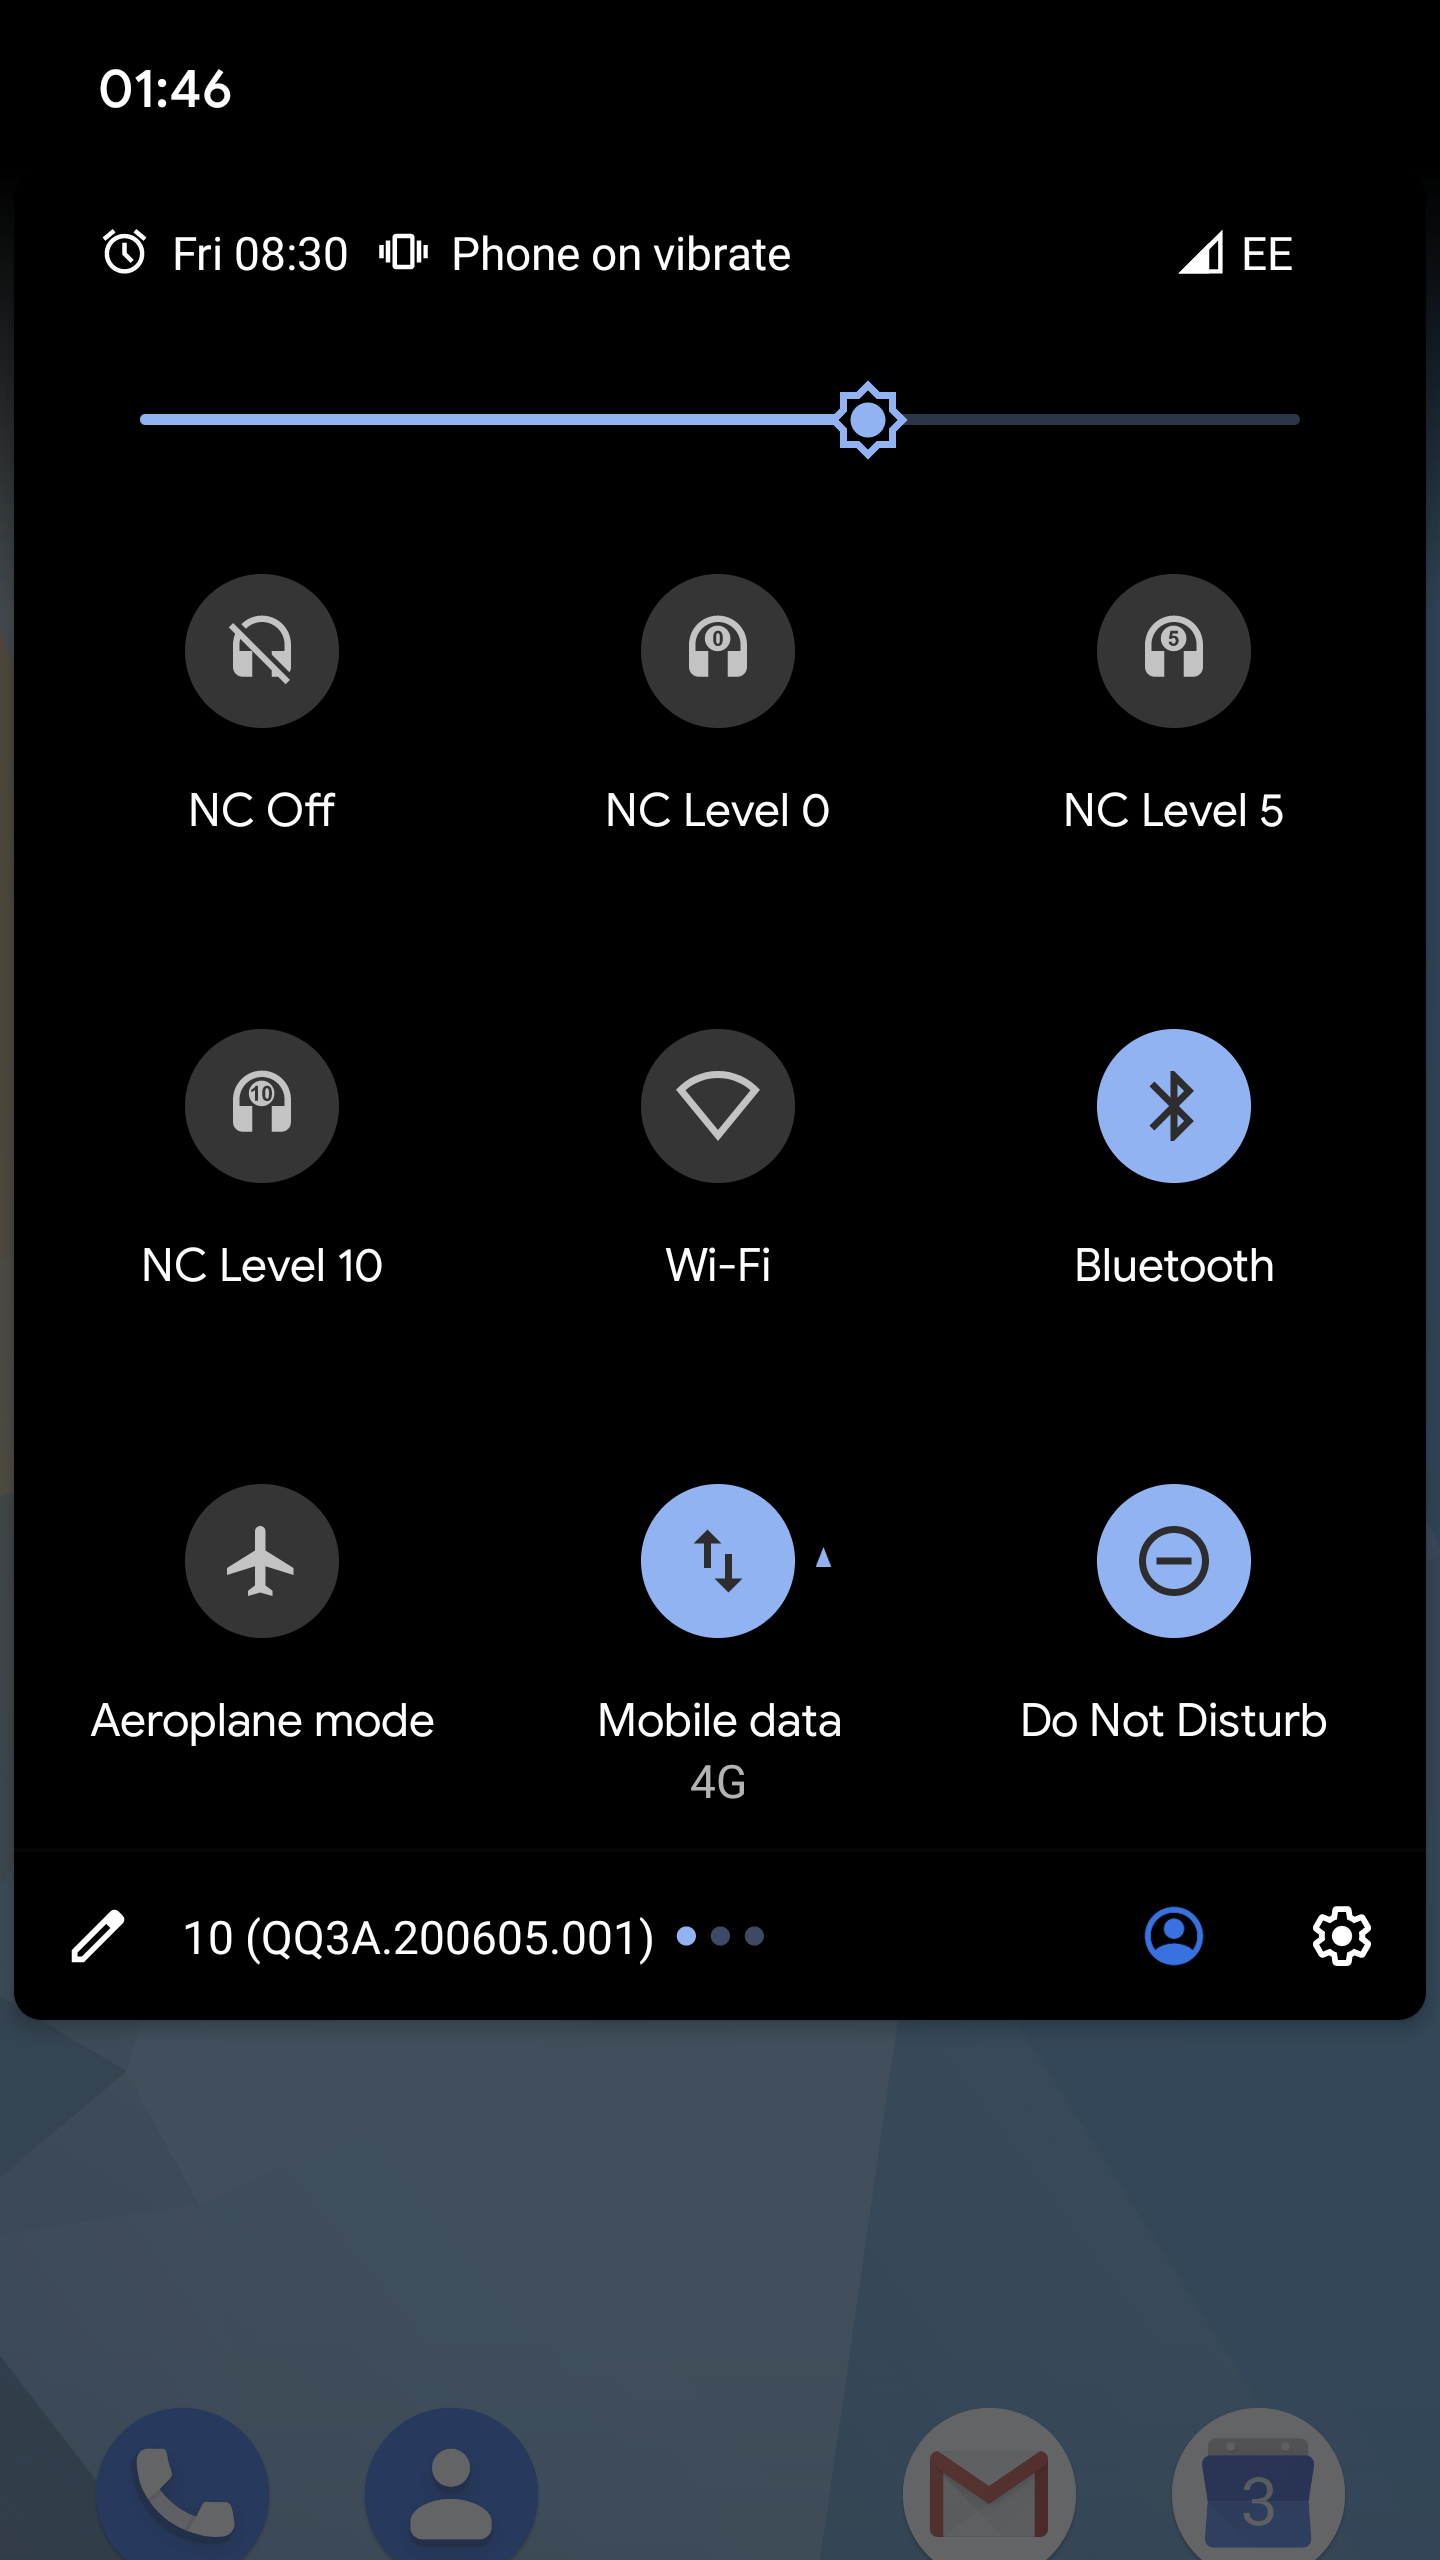 01:46
Fri 08:30 Phone on vibrate EE
0 5
NC Off NC Level 0 NC Level 5
10
NC Level 10 Wi-Fi Bluetooth
Aeroplane mode Mobile data Do Not Disturb
4G
10 (QQ3A.200605.001)
3